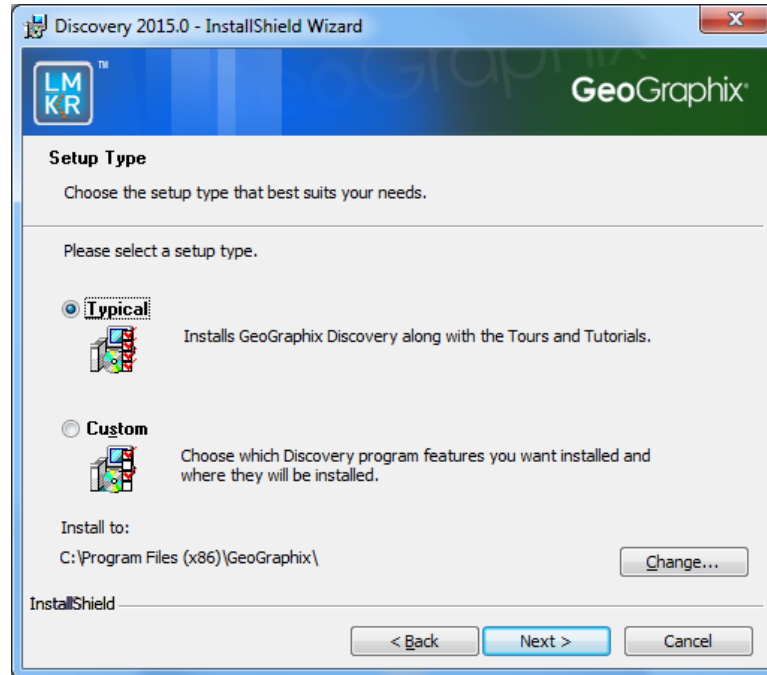 Discovery 2015.0 - InstallShield Wizard
LM
KR
TM
GeoGraphix
GeoGraphix®
Setup Type
Choose the setup type that best suits your needs.
Please select a setup type.
Typical
Installs GeoGraphix Discovery along with the Tours and Tutorials.
Custom
Choose which Discovery program features you want installed and
where they will be installed.
Install to:
C:\Program Files (x86)\GeoGraphix\
Change...
InstallShield
< Back
Next >
Cancel